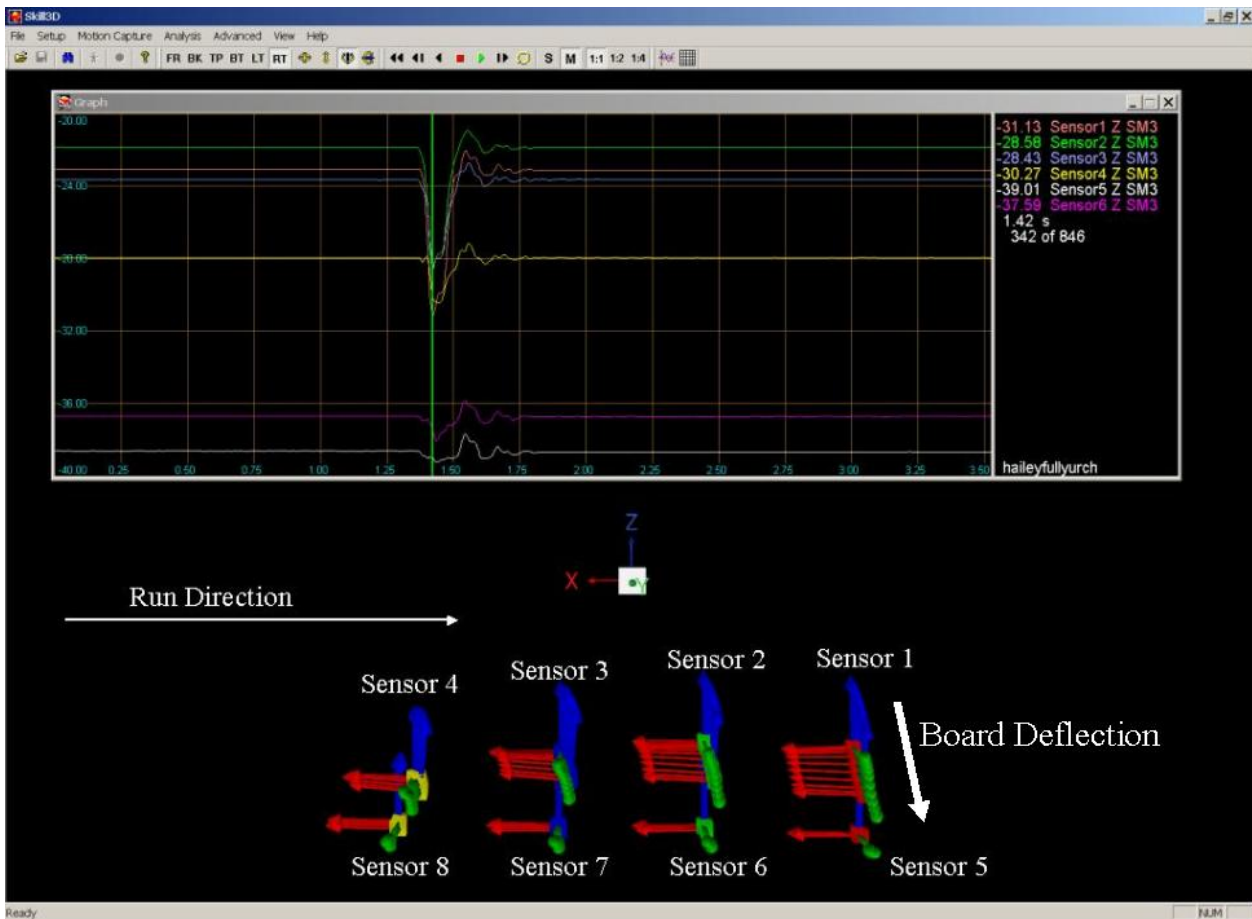 Skill3D
File Setup Motion Capture Analysis Advanced View Help
FR BK TP BT LT RT S M 1:1 1:2 1:4
Graph
-20.00
-24.00
-28.00
-32.00
-36.00
-40.00 0.25 0.50 0.75 1.00 1.25 1.50 1.75 2.00 2.25 2.50 2.75 3.00 3.25 3.50
-31.13 Sensor1 Z SM3
-28.58 Sensor2 Z SM3
-28.43 Sensor3 Z SM3
-30.27 Sensor4 Z SM3
-39.01 Sensor5 Z SM3
-37.59 Sensor6 Z SM3
1.42 s
342 of 846
haileyfullyurch
Z
X Y
Run Direction
Sensor 4 Sensor 3 Sensor 2 Sensor 1
Board Deflection
Sensor 8 Sensor 7 Sensor 6 Sensor 5
Ready NUM